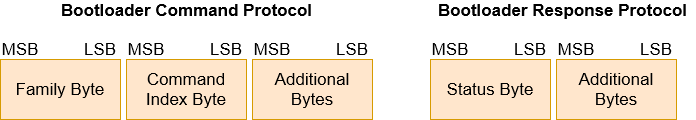 Bootloader Command Protocol
MSB LSB MSB LSB MSB LSB
Family Byte
Command
Index Byte
Additional
Bytes
Bootloader Response Protocol
MSB LSB MSB LSB
Status Byte
Additional
Bytes